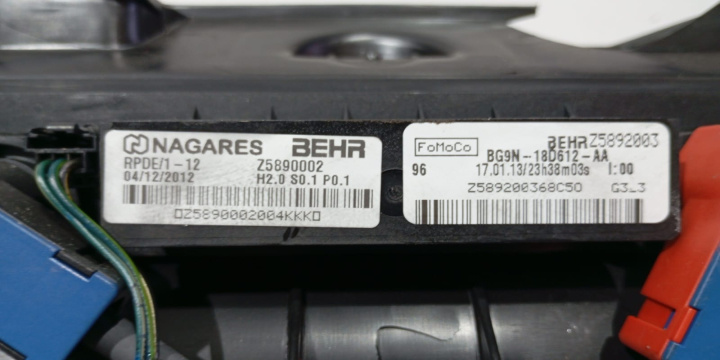 NAGARES BEHR
RPDE/1-12 Z5890002
04/12/2012 H2.0 S0.1 P0.1
Z5890002004KKK
BEHR Z5892003
FoMoCo BG9N-18D612-AA
96 17.01.13/23h38m03s I:00
Z589200368C50 G3_3